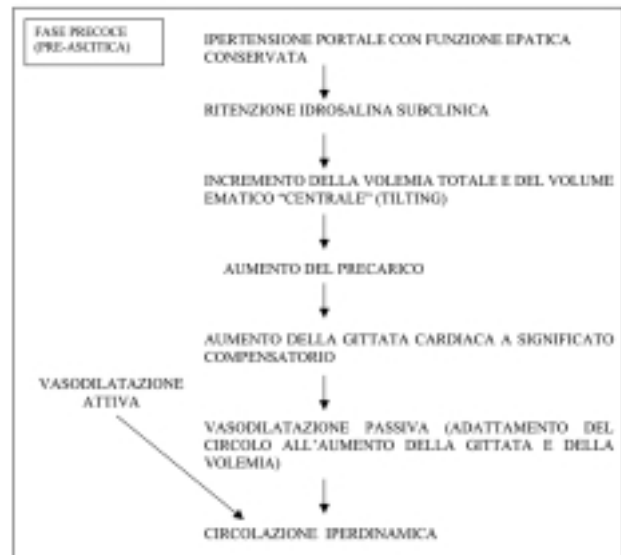 FASE PRECOCE
(PRE-ASCITICA)
IPERTENSIONE PORTALE CON FUNZIONE EPATICA
CONSERVATA
RITENZIONE IDROSALINA SUBCLINICA
INCREMENTO DELLA VOLEMIA TOTALE E DEL VOLUME
EMATICO “CENTRALE” (TILTING)
AUMENTO DEL PRECARICO
AUMENTO DELLA GITTATA CARDIACA A SIGNIFICATO
COMPENSATORIO
VASODILATAZIONE
ATTIVA
VASODILATAZIONE PASSIVA (ADATTAMENTO DEL
CIRCOLO ALL’AUMENTO DELLA GITTATA E DELLA
VOLEMIA)
CIRCOLAZIONE IPERDINAMICA